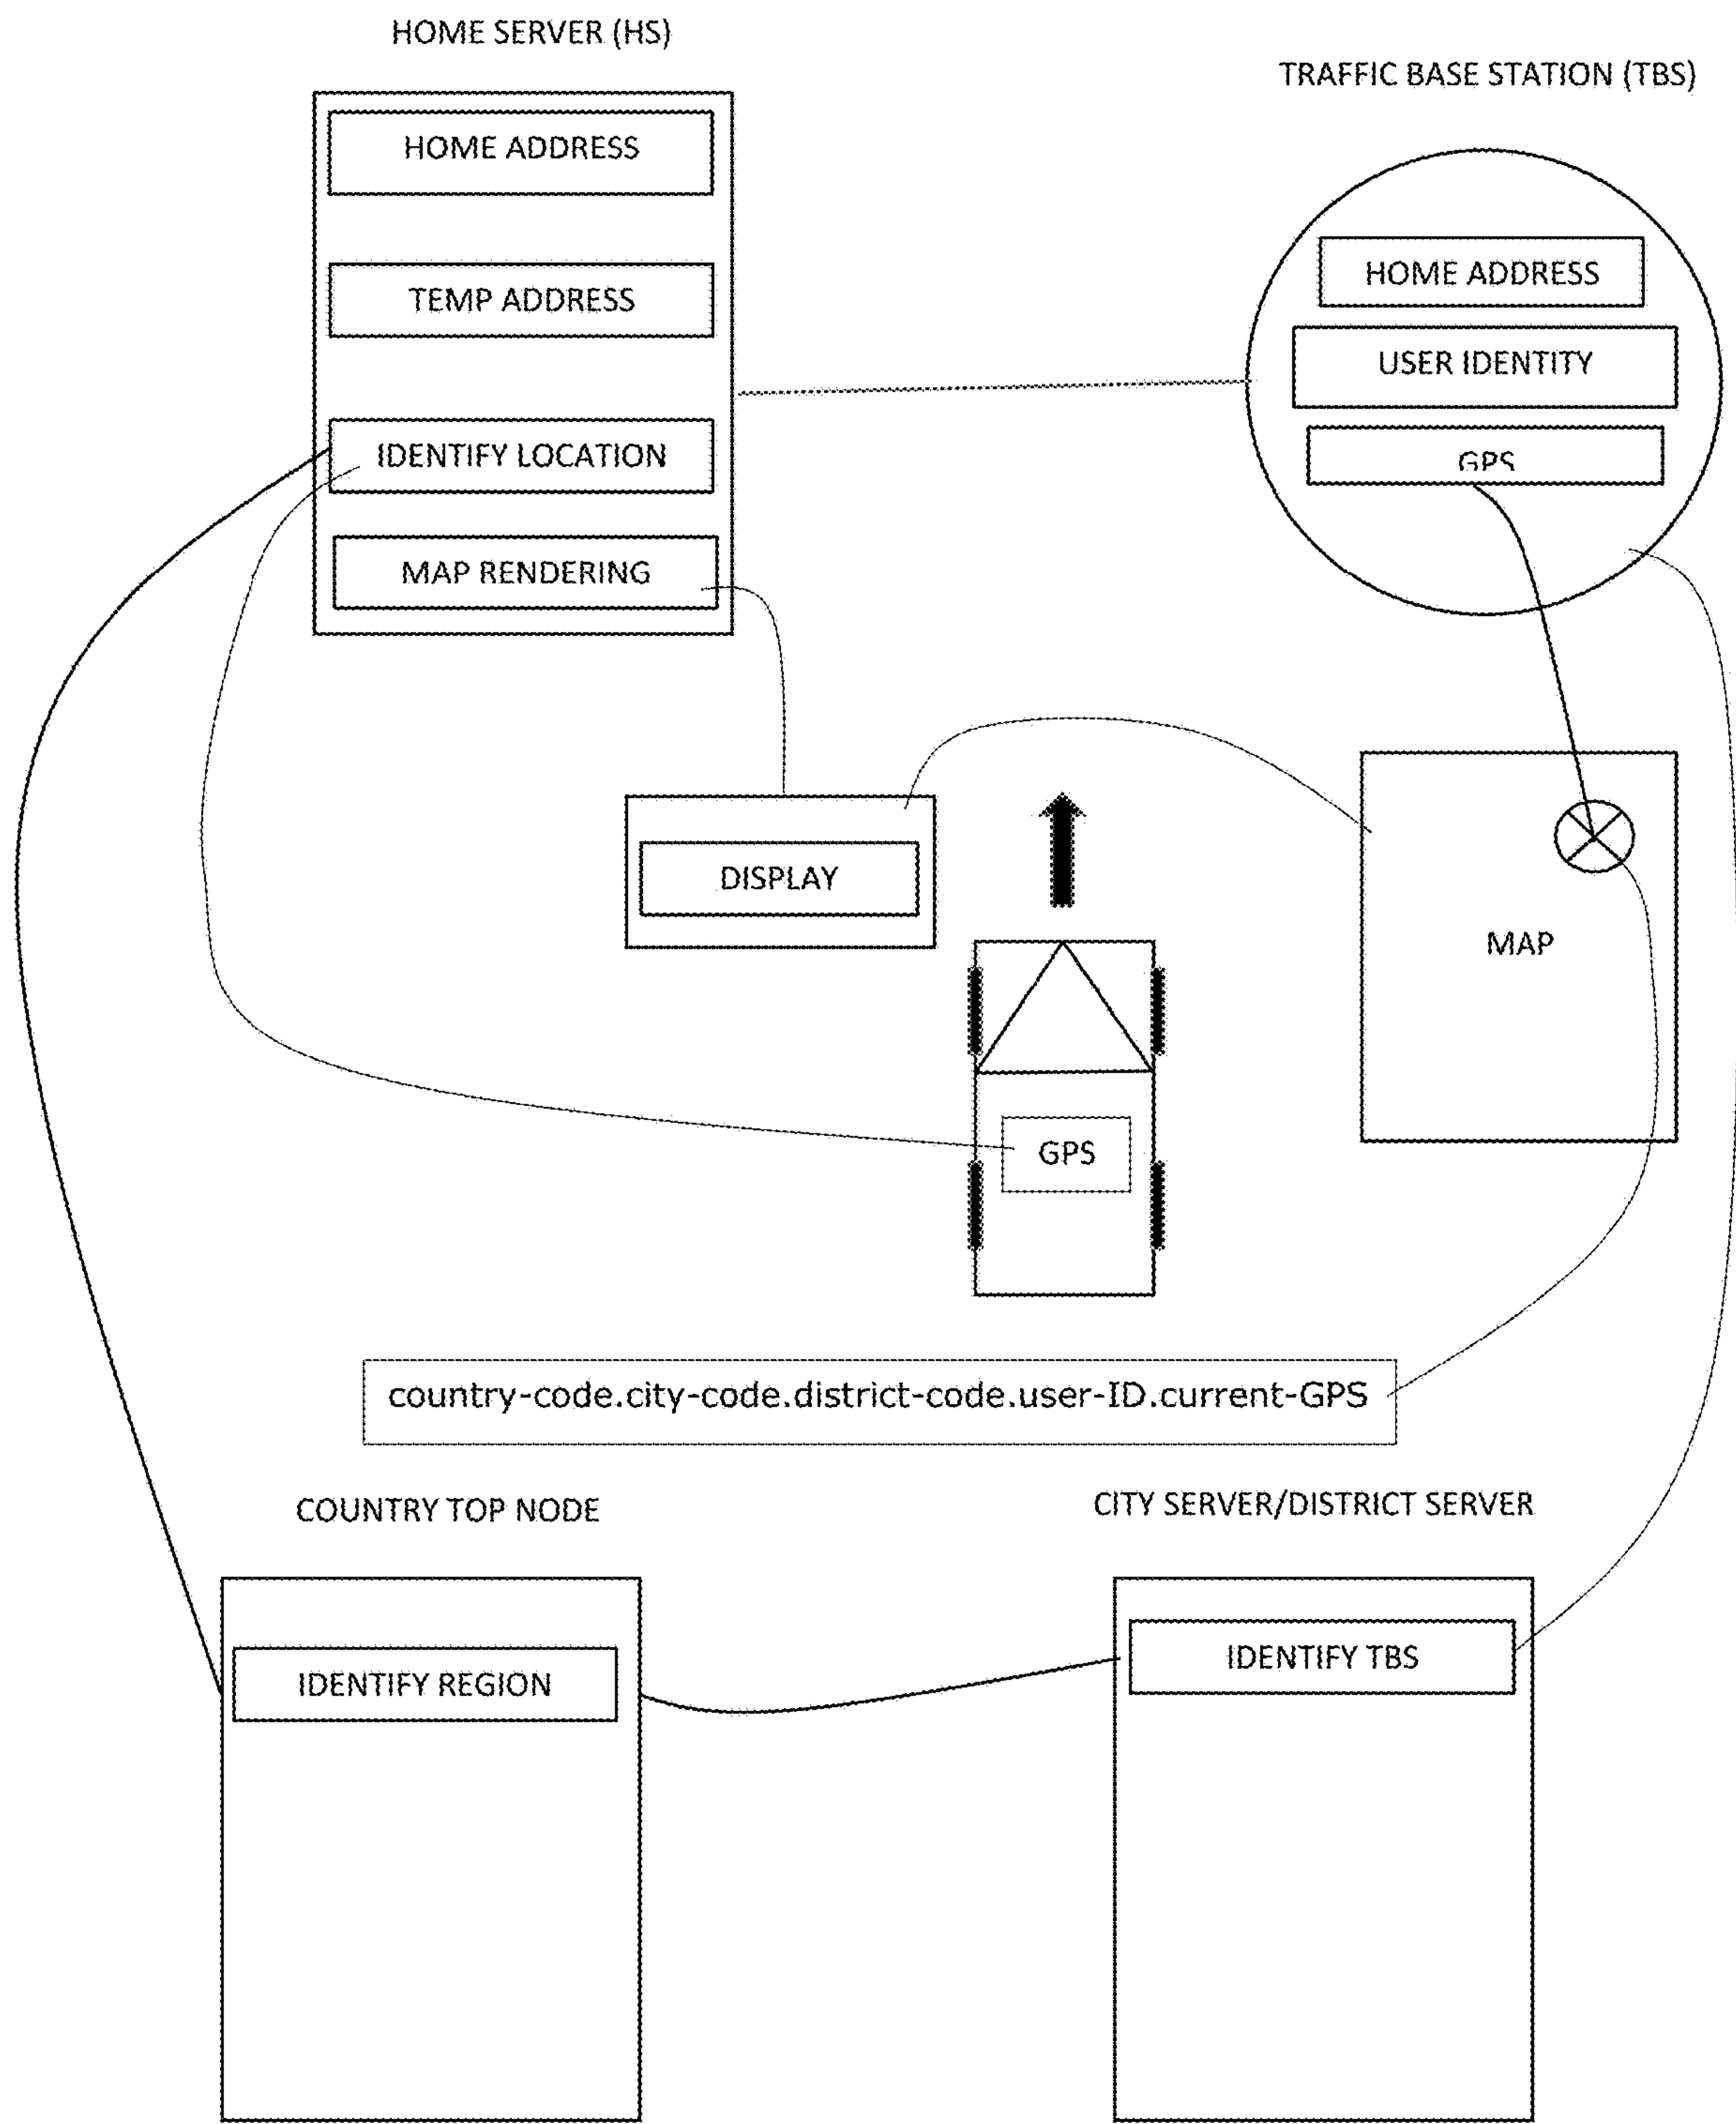 HOME SERVER (HS)
TRAFFIC BASE STATION (TBS)
HOME ADDRESS
TEMP ADDRESS
IDENTIFY LOCATION
MAP RENDERING
HOME ADDRESS
USER IDENTITY
GPS
DISPLAY
MAP
GPS
country-code.city-code.district-code.user-ID.current-GPS
COUNTRY TOP NODE
CITY SERVER/DISTRICT SERVER
IDENTIFY REGION
IDENTIFY TBS